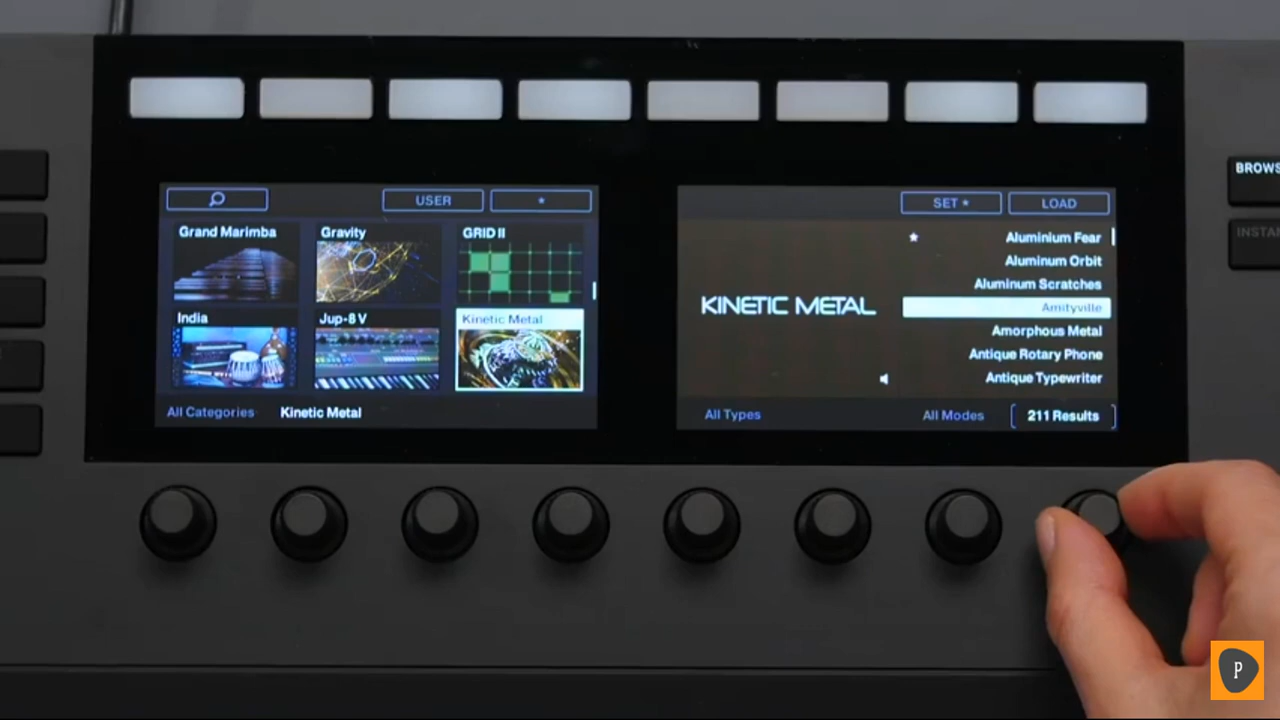 BROWS
INSTAN
USER
*
Grand Marimba
Gravity
GRID II
India
Jup-8 V
Kinetic Metal
All Categories
Kinetic Metal
SET *
LOAD
KINETIC METAL
Aluminium Fear
Aluminum Orbit
Aluminum Scratches
Amityville
Amorphous Metal
Antique Rotary Phone
Antique Typewriter
All Types
All Modes
211 Results
P